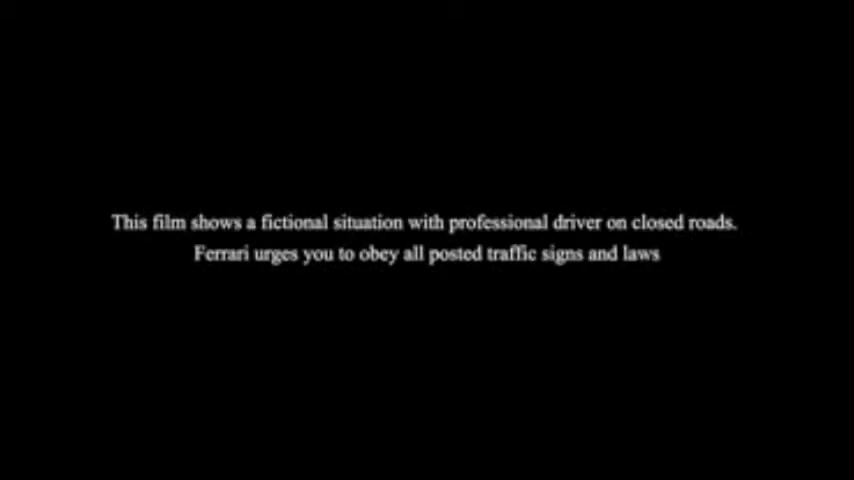 This film shows a fictional situation with professional driver on closed roads.
Ferrari urges you to obey all posted traffic signs and laws